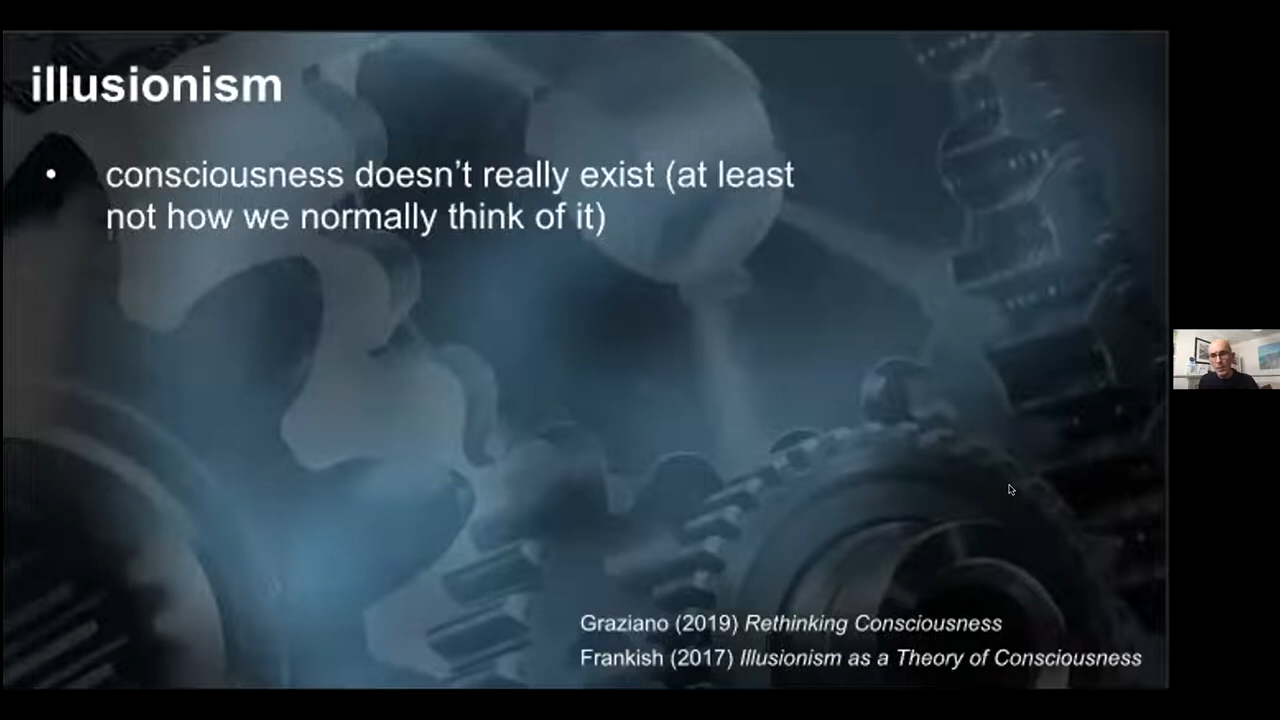 illusionism
• consciousness doesn't really exist (at least
not how we normally think of it)
Graziano (2019) Rethinking Consciousness
Frankish (2017) Illusionism as a Theory of Consciousness